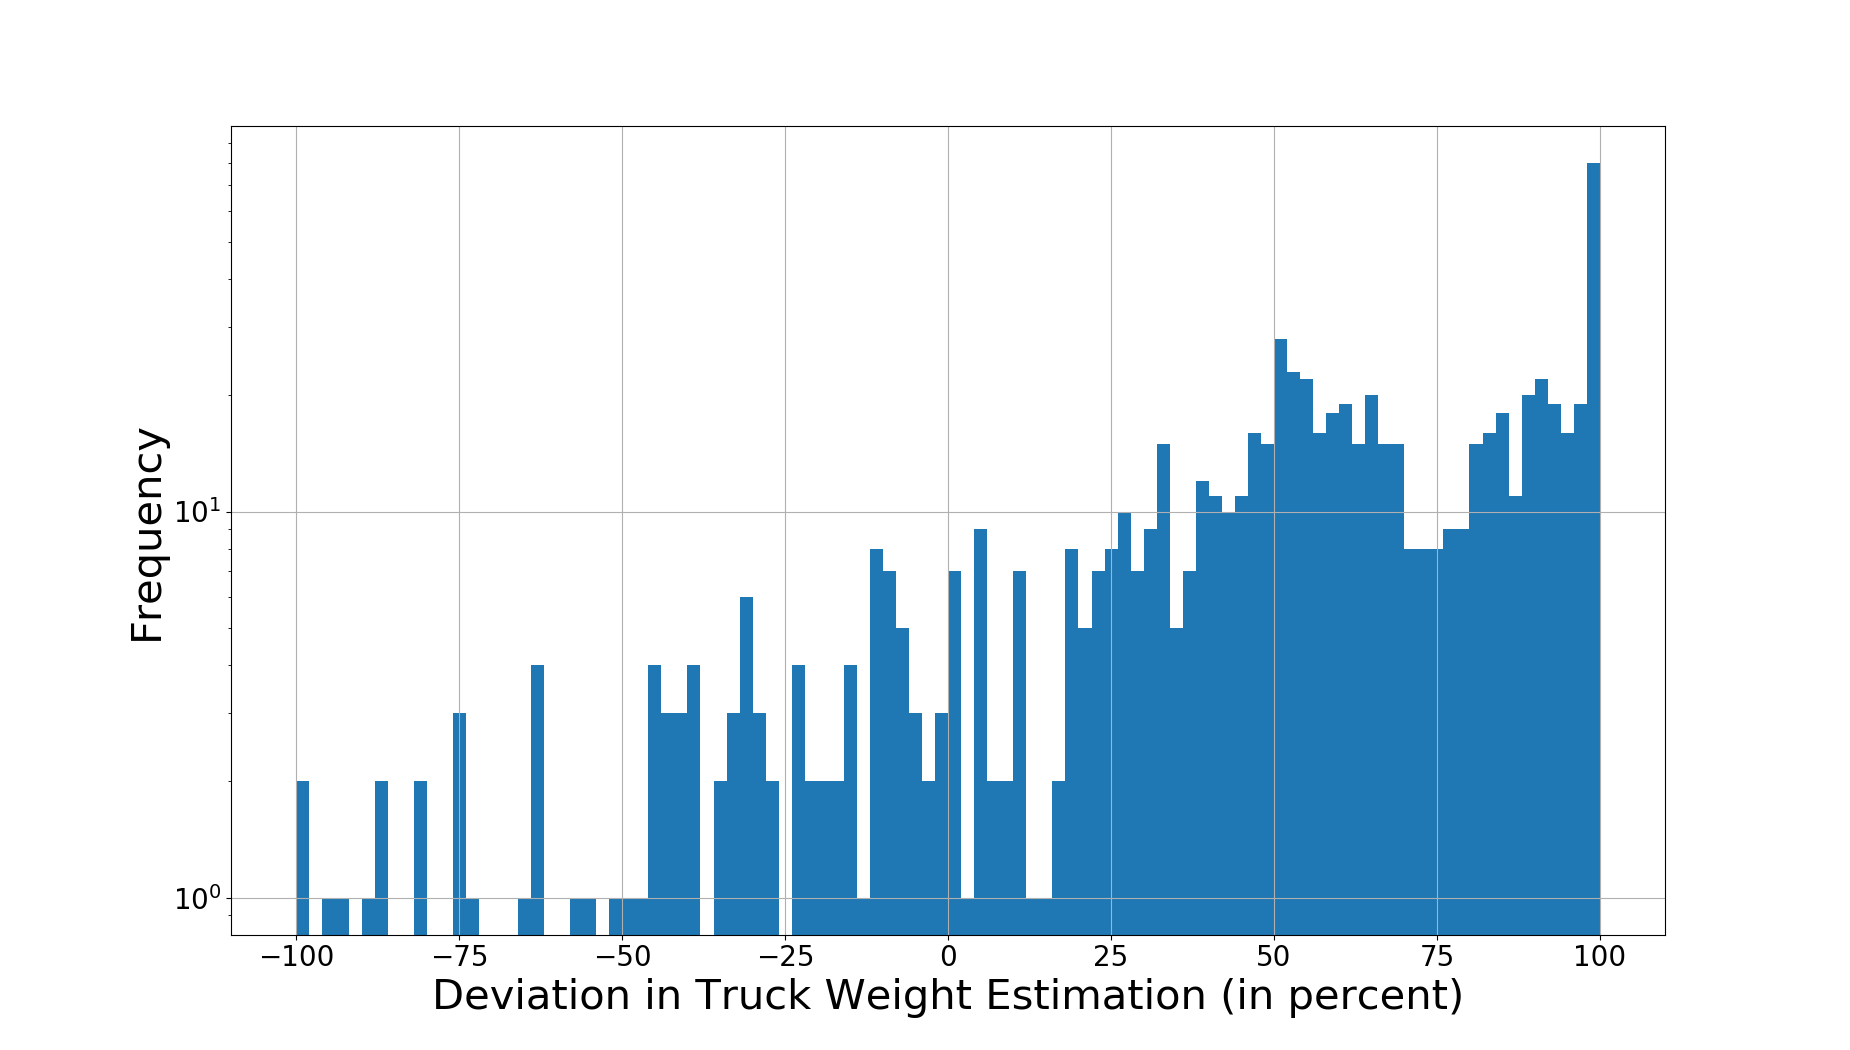 Frequency
10¹
10⁰
−100 −75 −50 −25 0 25 50 75 100
Deviation in Truck Weight Estimation (in percent)